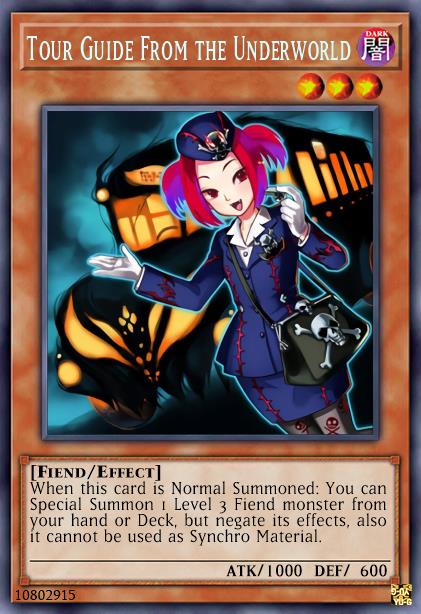 TOUR GUIDE FROM THE UNDERWORLD
DARK
闇
[FIEND/EFFECT]
When this card is Normal Summoned: You can
Special Summon 1 Level 3 Fiend monster from
your hand or Deck, but negate its effects, also
it cannot be used as Synchro Material.
ATK/1000 DEF/ 600
10802915